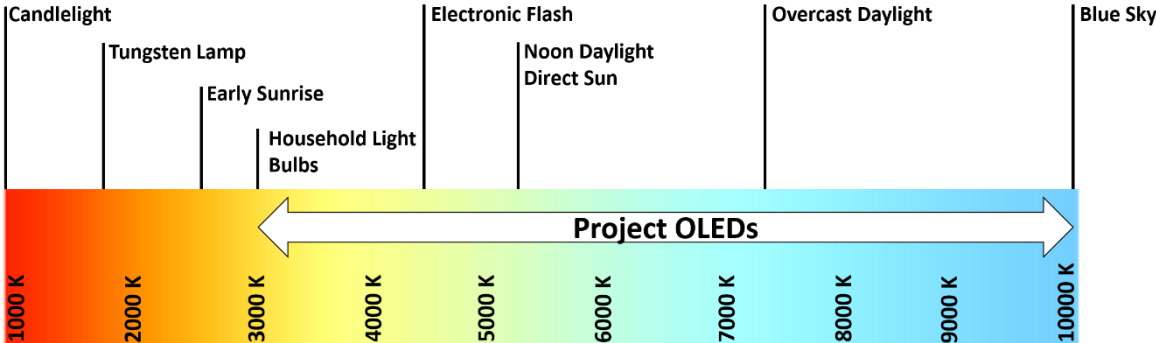 Candlelight
Electronic Flash
Overcast Daylight
Blue Sky
Tungsten Lamp
Noon Daylight
Direct Sun
Early Sunrise
Household Light
Bulbs
Project OLEDs
1000 K
2000 K
3000 K
4000 K
5000 K
6000 K
7000 K
8000 K
9000 K
10000 K